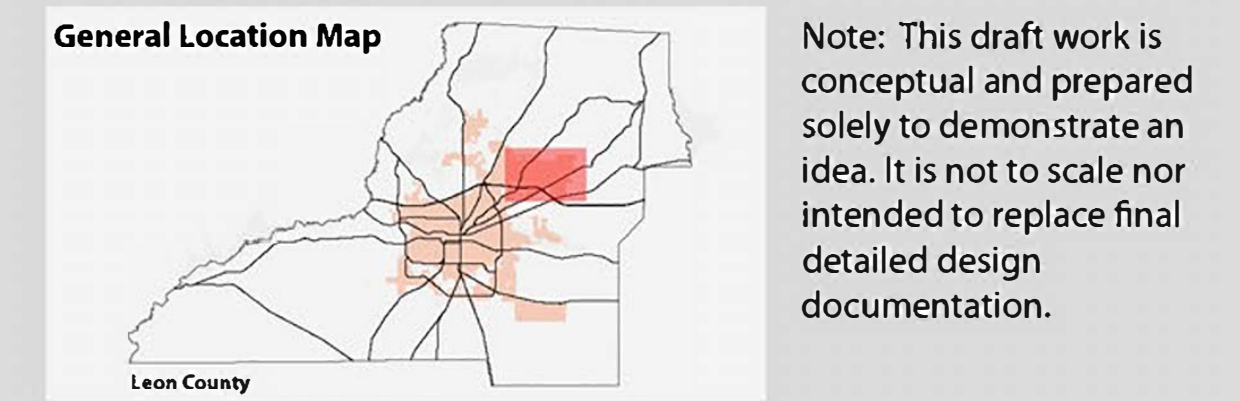 General Location Map
Leon County
Note: This draft work is
conceptual and prepared
solely to demonstrate an
idea. It is not to scale nor
intended to replace final
detailed design
documentation.